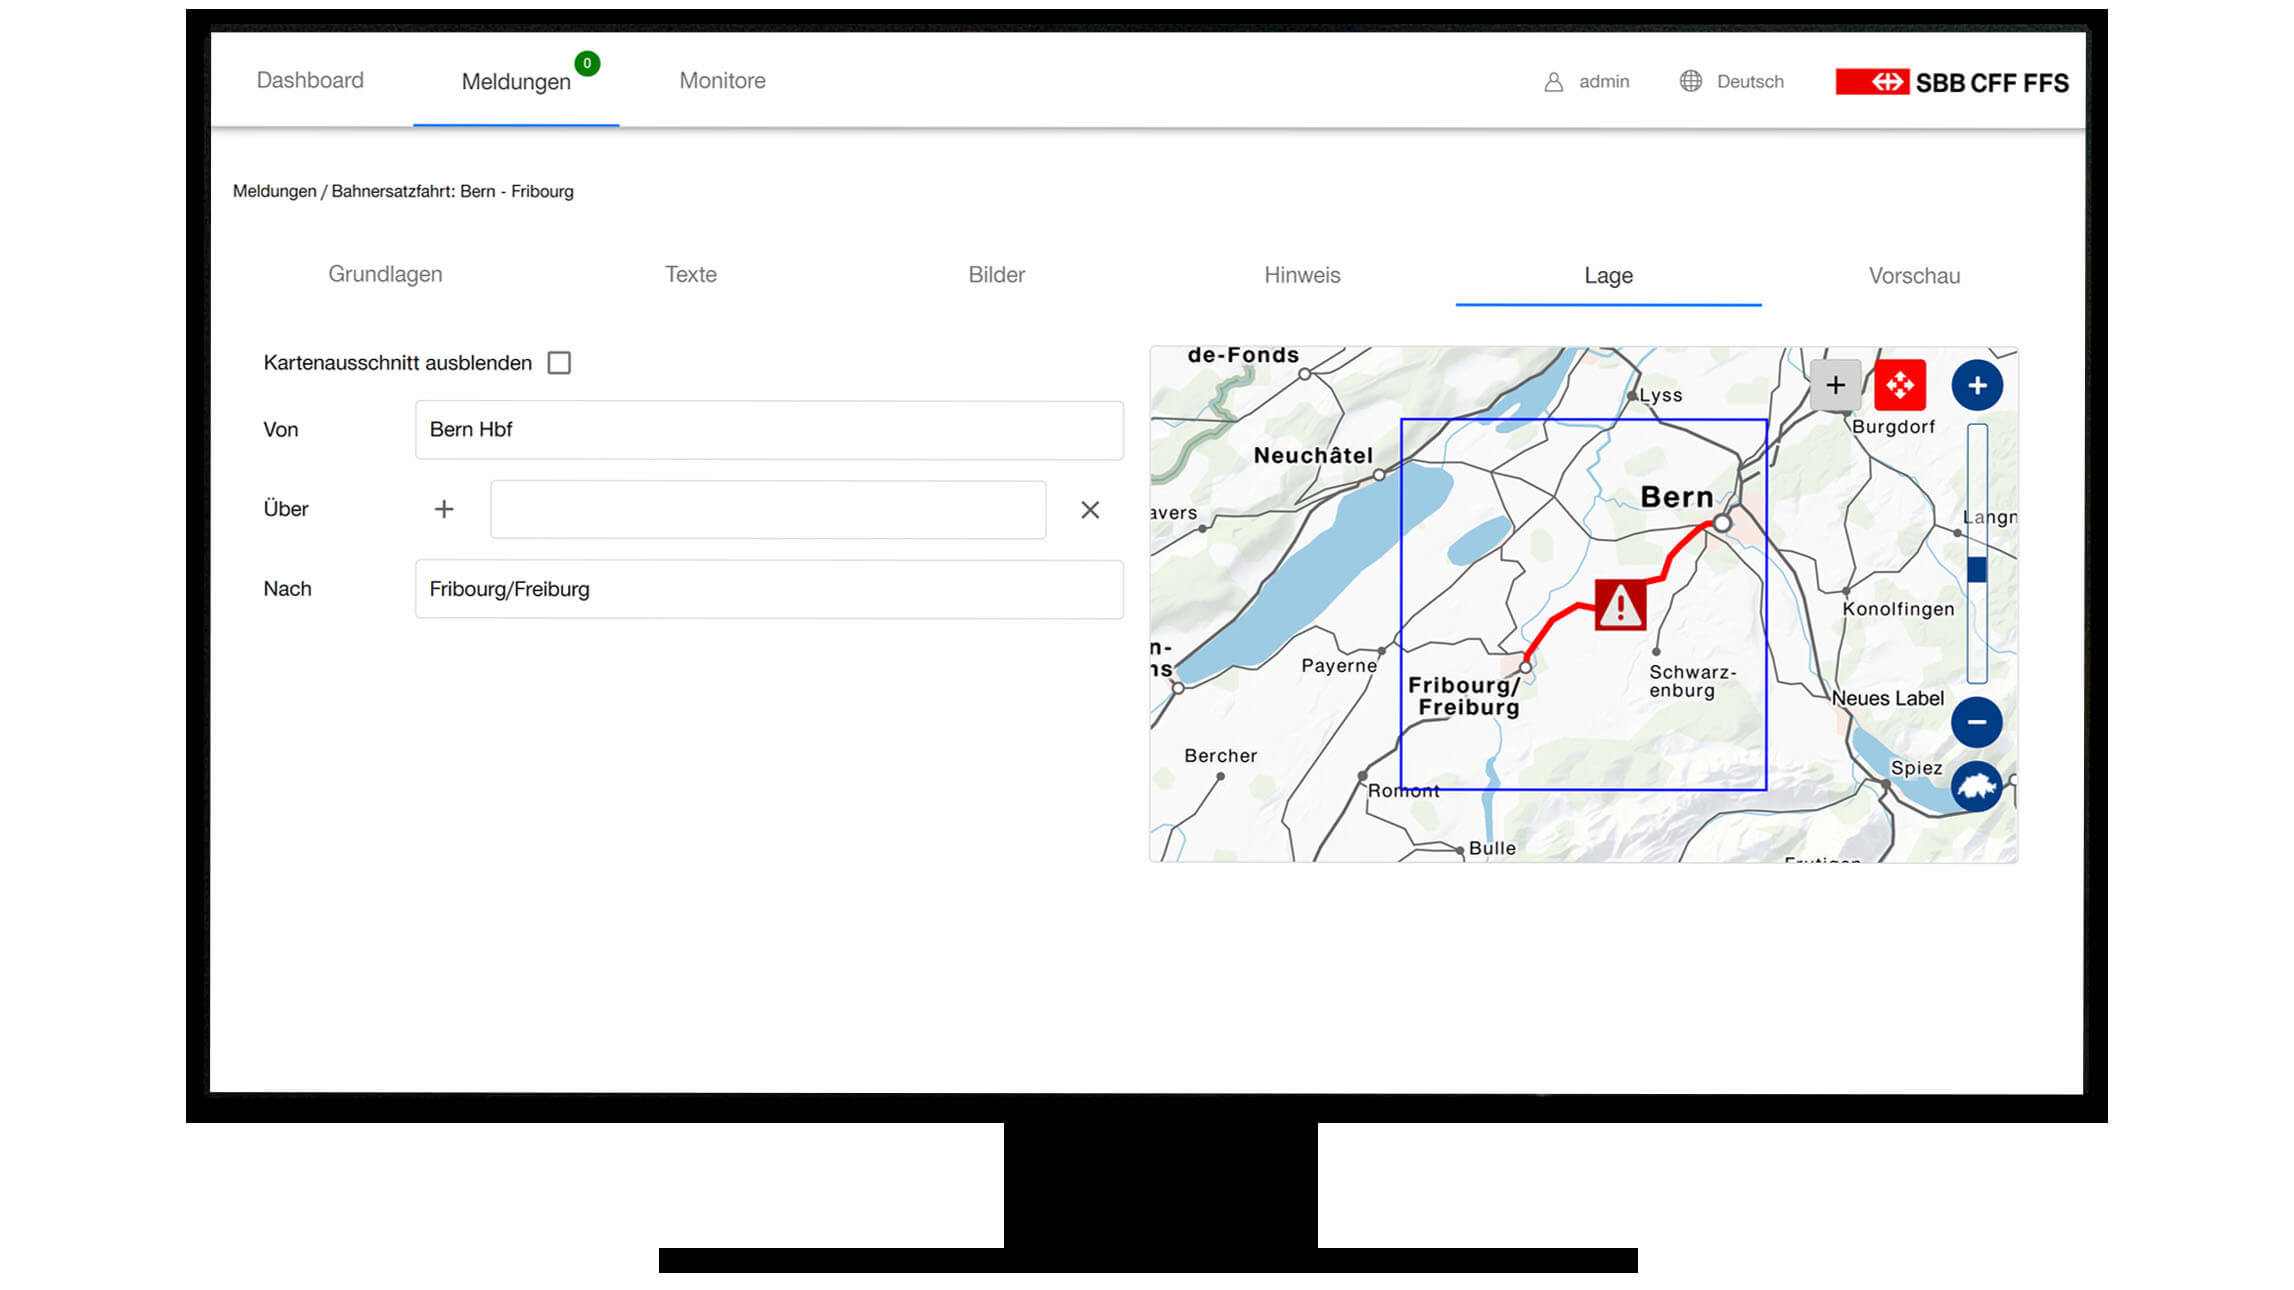 Dashboard
Meldungen
0
Monitore
admin
Deutsch
SBB CFF FFS
Meldungen / Bahnersatzfahrt: Bern - Fribourg
Grundlagen
Texte
Bilder
Hinweis
Lage
Vorschau
Kartenausschnitt ausblenden
Von
Bern Hbf
Über
Nach
Fribourg/Freiburg
de-Fonds
Lyss
Burgdorf
Neuchâtel
Bern
avers
Langn
Konolfingen
n-
ns
Payerne
Schwarz-
enburg
Fribourg/
Freiburg
Neues Label
Bercher
Spiez
Romont
Bulle